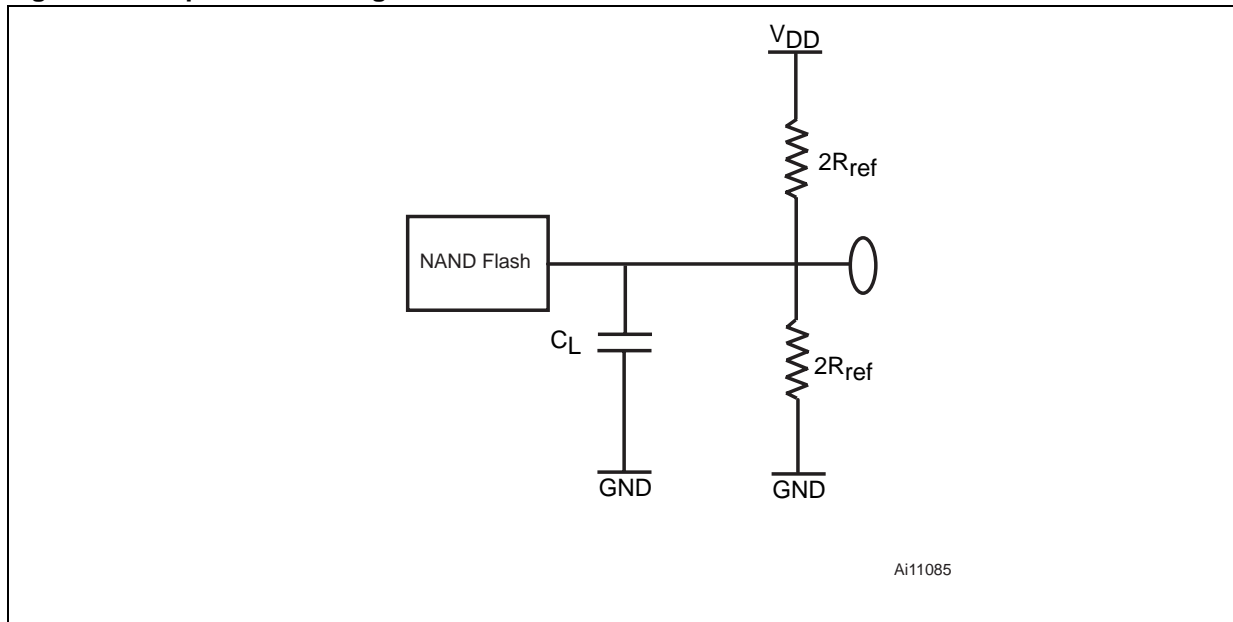 VDD
2Rref
NAND Flash
CL
2Rref
GND
GND
Ai11085